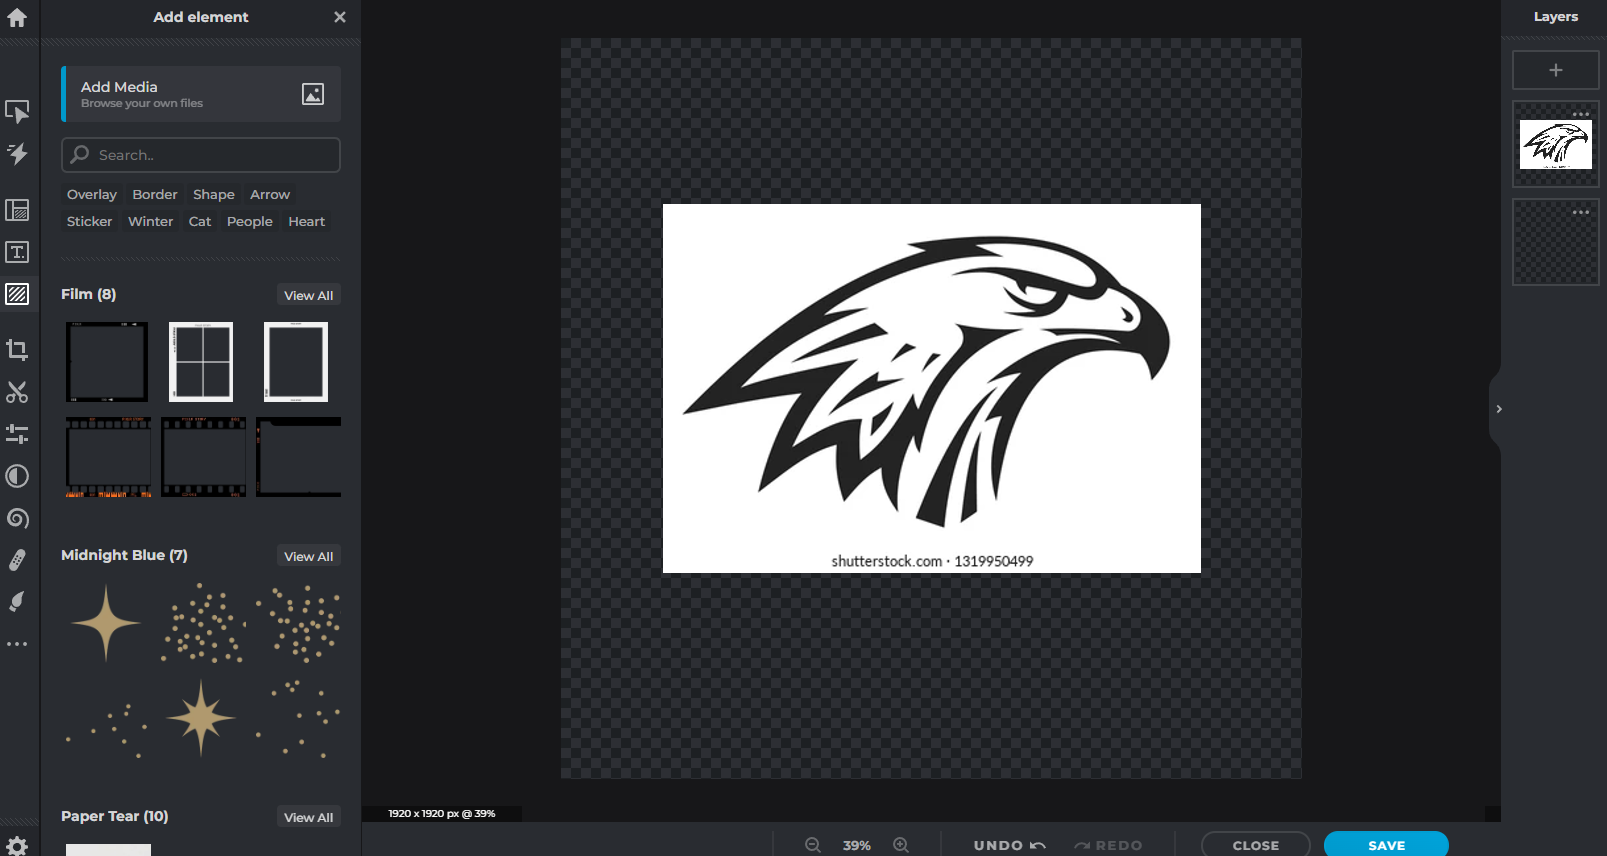 Add element
Layers
Add Media
Browse your own files
Search..
Overlay Border Shape Arrow
Sticker Winter Cat People Heart
Film (8)
View All
Midnight Blue (7)
View All
Paper Tear (10)
View All
shutterstock.com · 1319950499
1920 x 1920 px @ 39%
39%
UNDO
REDO
CLOSE
SAVE